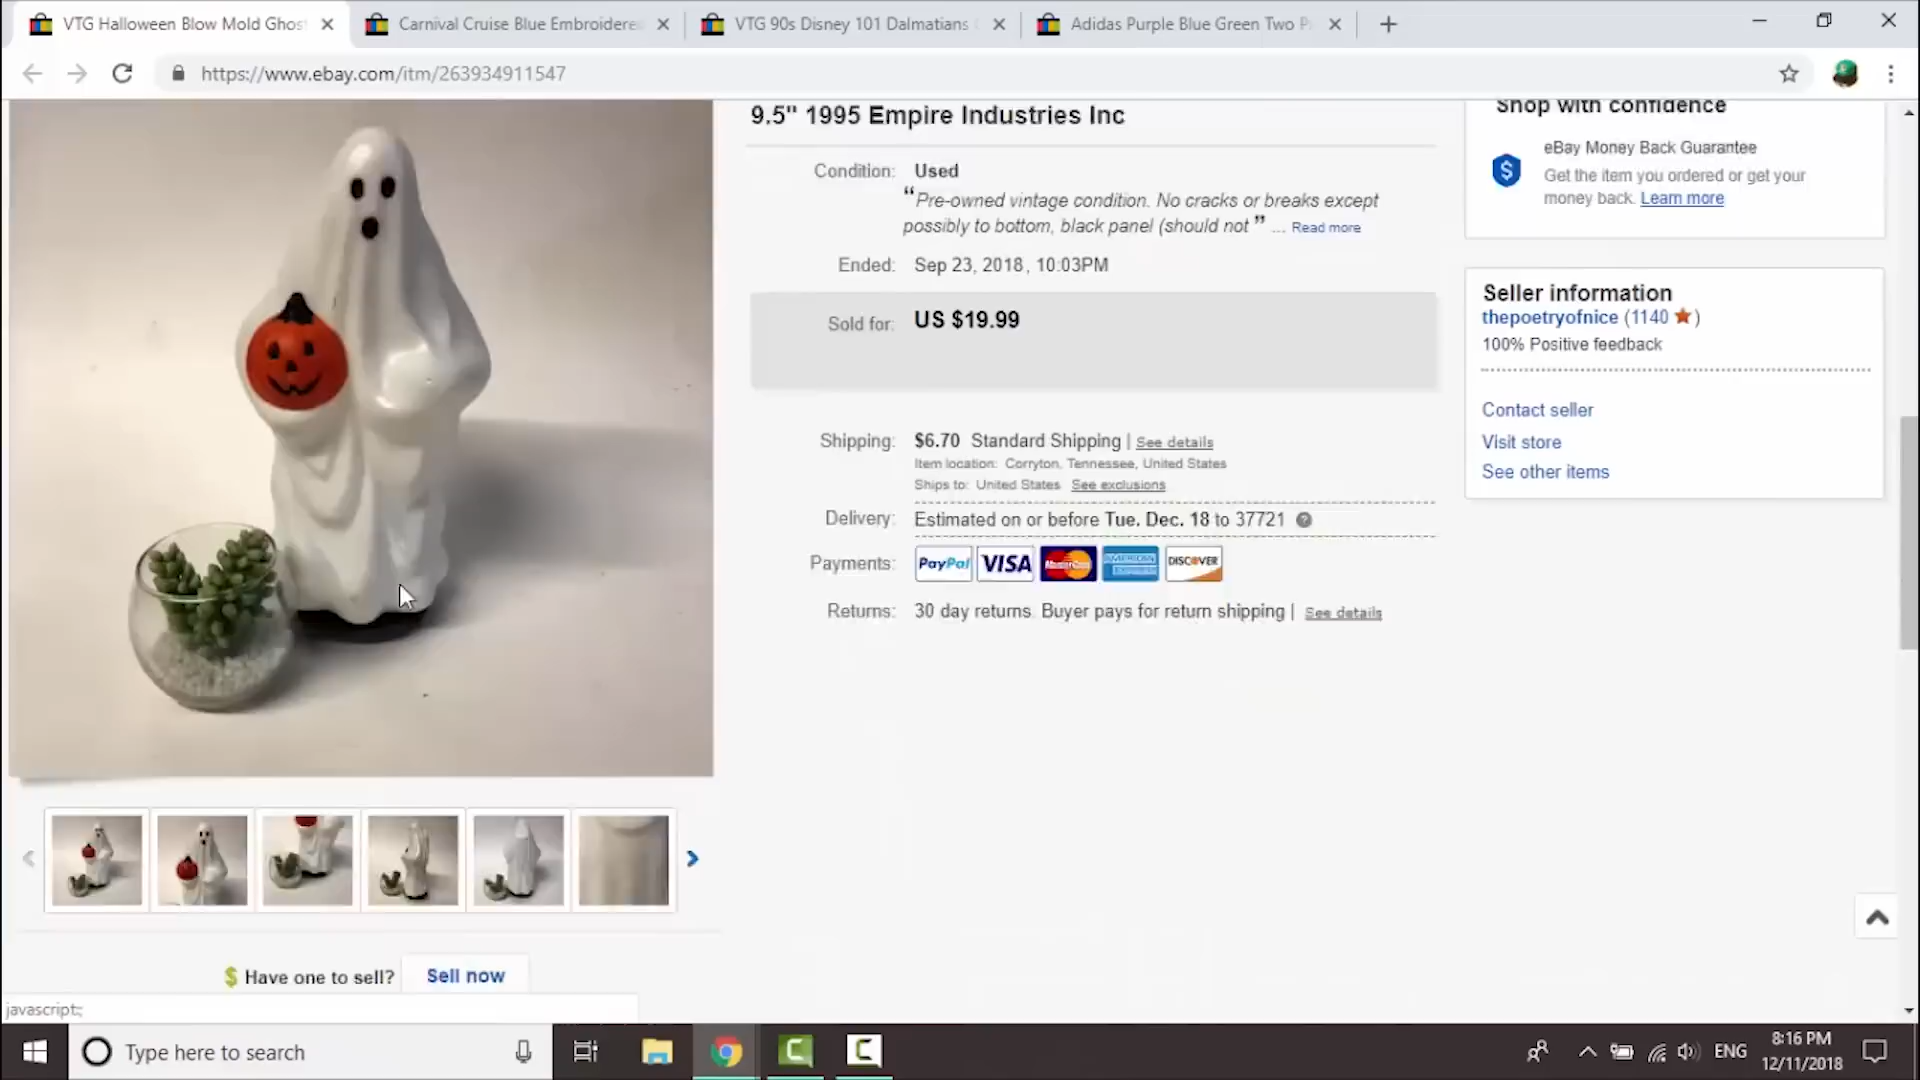 VTG Halloween Blow Mold Ghos
Carnival Cruise Blue Embroidere
VTG 90s Disney 101 Dalmatians
Adidas Purple Blue Green Two P
https://www.ebay.com/itm/263934911547
9.5" 1995 Empire Industries Inc
Shop with confidence
eBay Money Back Guarantee
Get the item you ordered or get your
money back. Learn more
Condition: Used
“Pre-owned vintage condition. No cracks or breaks except
possibly to bottom, black panel (should not ” ... Read more
Ended: Sep 23, 2018 , 10:03PM
Sold for: US $19.99
Seller information
thepoetryofnice (1140 )
100% Positive feedback
Contact seller
Visit store
See other items
Shipping: $6.70 Standard Shipping | See details
Item location: Corryton, Tennessee, United States
Ships to: United States See exclusions
Delivery: Estimated on or before Tue. Dec. 18 to 37721 ?
Payments: PayPal VISA MasterCard AMERICAN EXPRESS DISCOVER
Returns: 30 day returns. Buyer pays for return shipping | See details
$ Have one to sell? Sell now
javascript:;
Type here to search
ENG
8:16 PM
12/11/2018